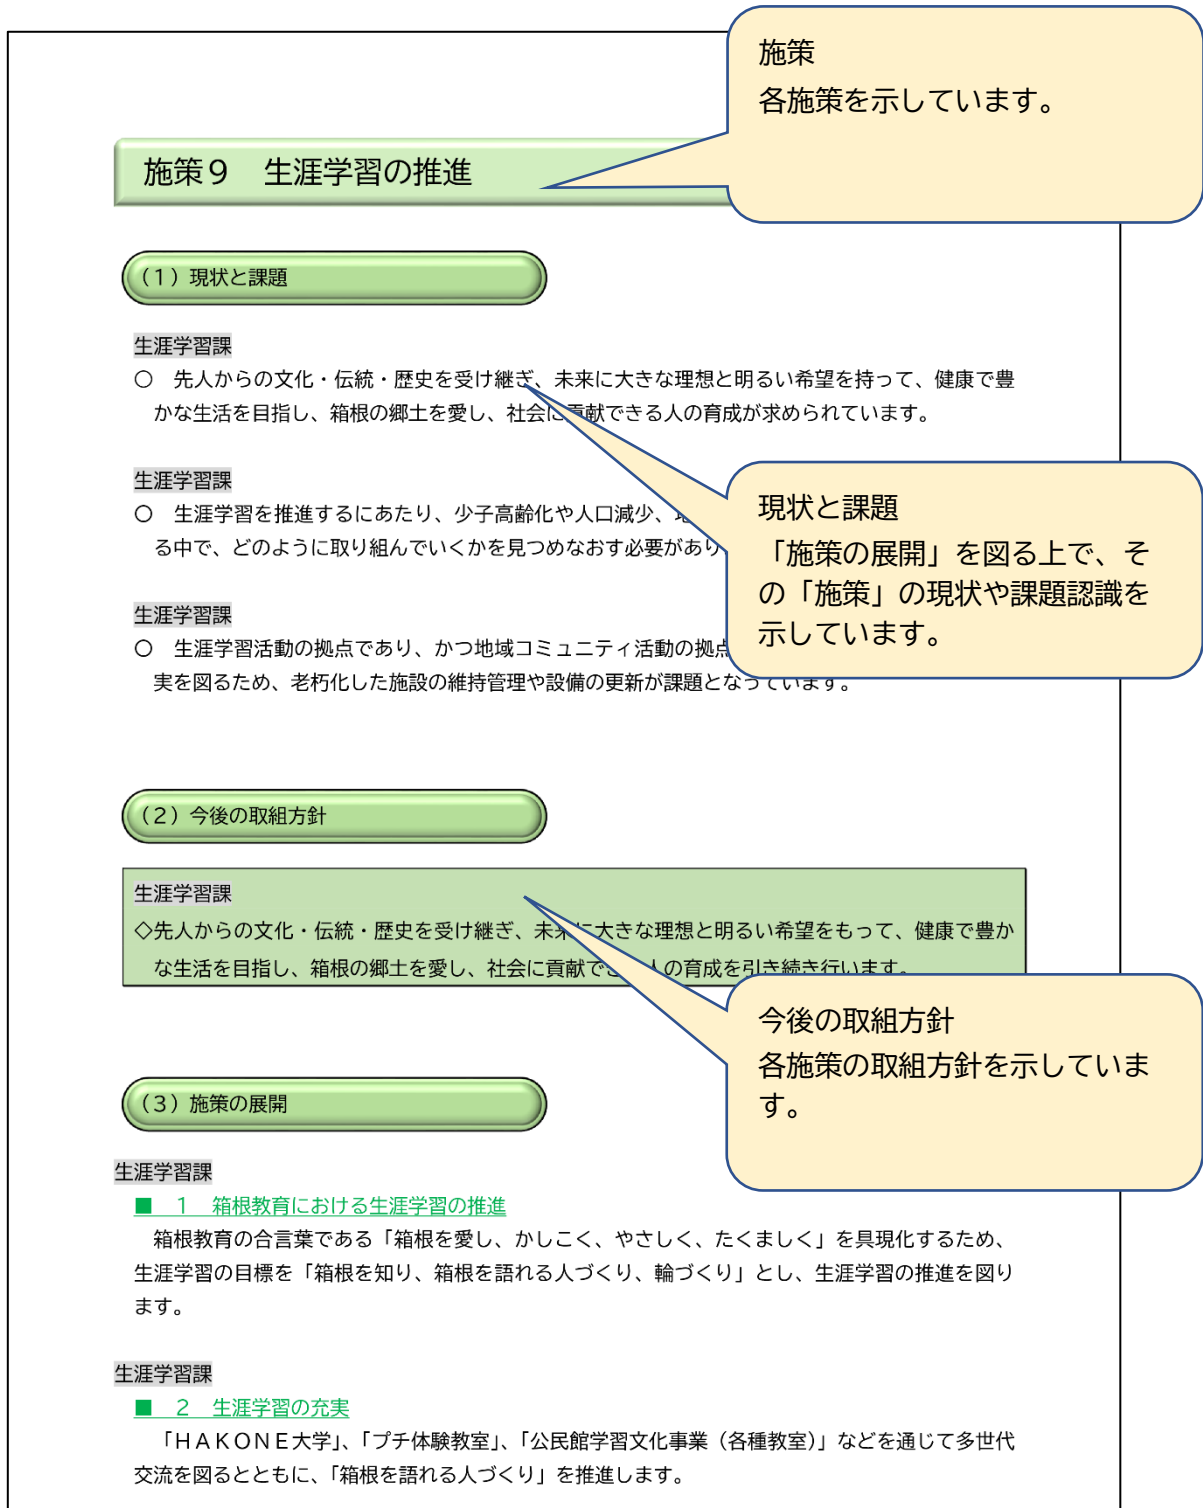 施策
各施策を示しています。
施策９　生涯学習の推進
（１）現状と課題
生涯学習課
○　先人からの文化・伝統・歴史を受け継ぎ、未来に大きな理想と明るい希望を持って、健康で豊
かな生活を目指し、箱根の郷土を愛し、社会に貢献できる人の育成が求められています。
生涯学習課
○　生涯学習を推進するにあたり、少子高齢化や人口減少、
る中で、どのように取り組んでいくかを見つめなおす必要があり
現状と課題
「施策の展開」を図る上で、そ
の「施策」の現状や課題認識を
示しています。
生涯学習課
○　生涯学習活動の拠点であり、かつ地域コミュニティ活動の拠点
実を図るため、老朽化した施設の維持管理や設備の更新が課題となっています。
（２）今後の取組方針
生涯学習課
◇先人からの文化・伝統・歴史を受け継ぎ、未来に大きな理想と明るい希望をもって、健康で豊か
な生活を目指し、箱根の郷土を愛し、社会に貢献できる人の育成を引き続き行います。
今後の取組方針
各施策の取組方針を示していま
す。
（３）施策の展開
生涯学習課
■　１　箱根教育における生涯学習の推進
箱根教育の合言葉である「箱根を愛し、かしこく、やさしく、たくましく」を具現化するため、
生涯学習の目標を「箱根を知り、箱根を語れる人づくり、輪づくり」とし、生涯学習の推進を図り
ます。
生涯学習課
■　２　生涯学習の充実
「ＨＡＫＯＮＥ大学」、「プチ体験教室」、「公民館学習文化事業（各種教室）」などを通じて多世代
交流を図るとともに、「箱根を語れる人づくり」を推進します。